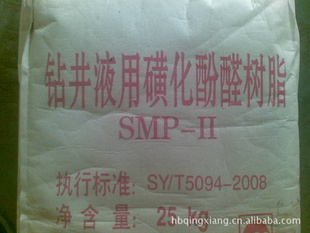 钻井液用磺化酚醛树脂
SMP-II
执行标准: SY/T5094-2008
净含量: 25 kg
hbqingxiang.cn.alibaba.com